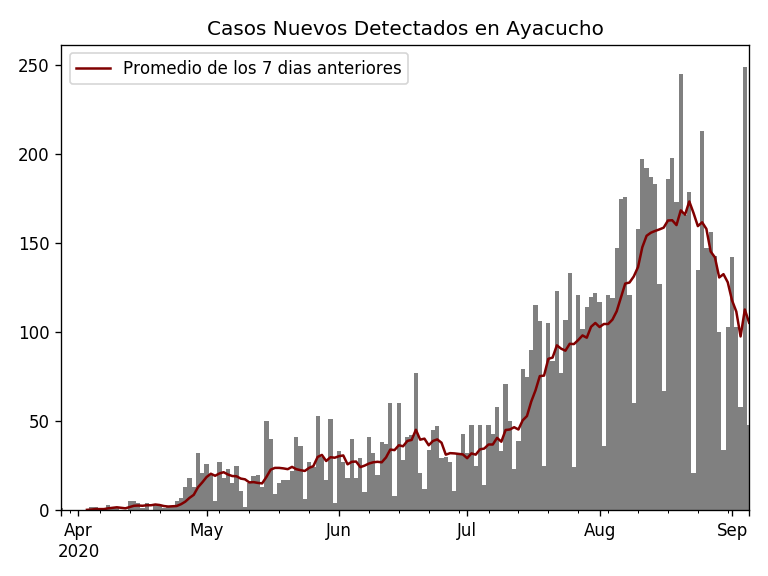 Casos Nuevos Detectados en Ayacucho
Promedio de los 7 dias anteriores
250
200
150
100
50
0
Apr May Jun Jul Aug Sep
2020